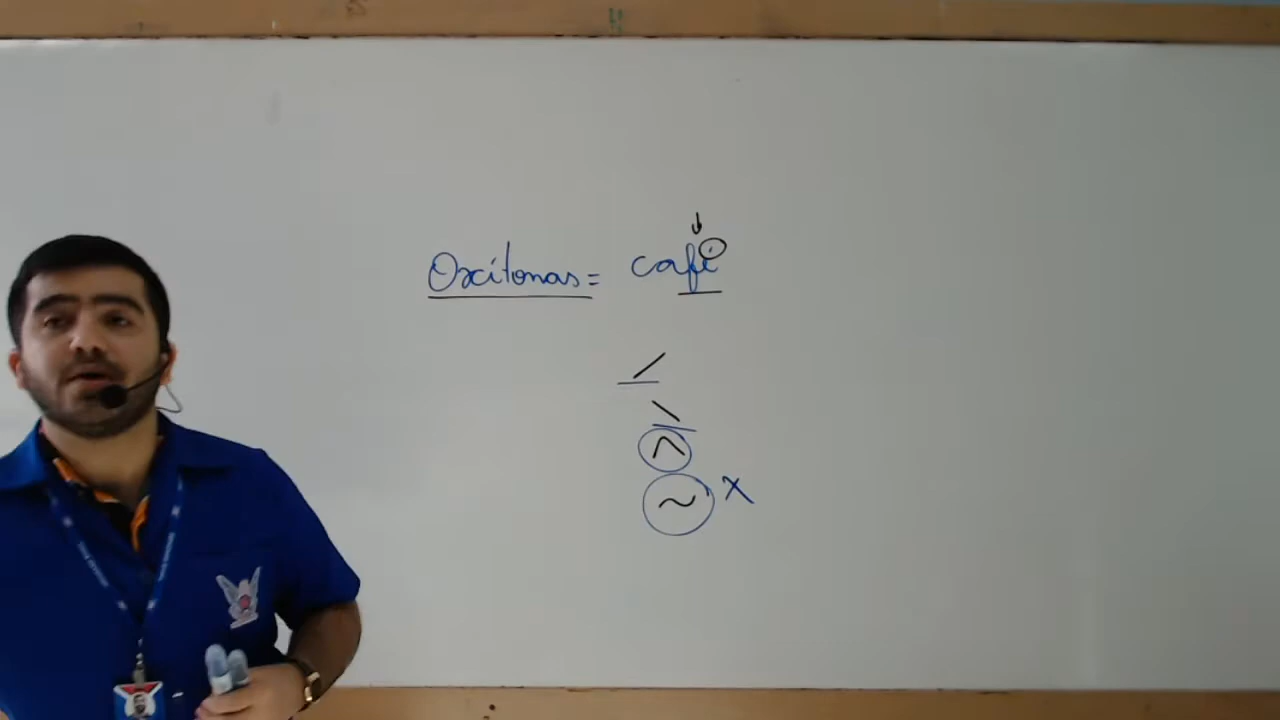 Oxítonas = café
/
\
^
~ x